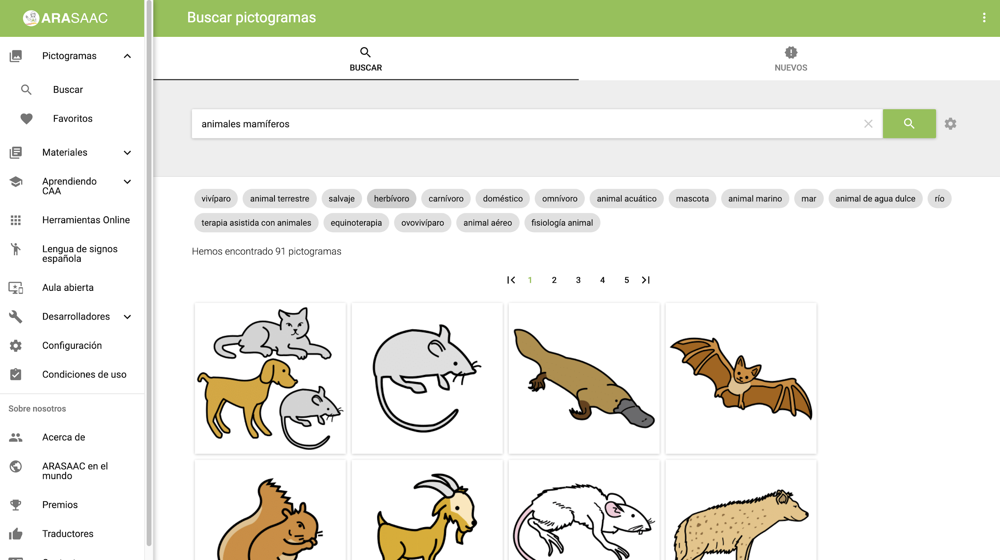 ARASAAC
Buscar pictogramas
Pictogramas
Buscar
Favoritos
Materiales
Aprendiendo
CAA
Herramientas Online
Lengua de signos
española
Aula abierta
Desarrolladores
Configuración
Condiciones de uso
Sobre nosotros
Acerca de
ARASAAC en el
mundo
Premios
Traductores
BUSCAR
NUEVOS
animales mamíferos
vivíparo animal terrestre salvaje herbívoro carnívoro doméstico omnívoro animal acuático mascota animal marino mar animal de agua dulce río
terapia asistida con animales equinoterapia ovovivíparo animal aéreo fisiología animal
Hemos encontrado 91 pictogramas
1 2 3 4 5